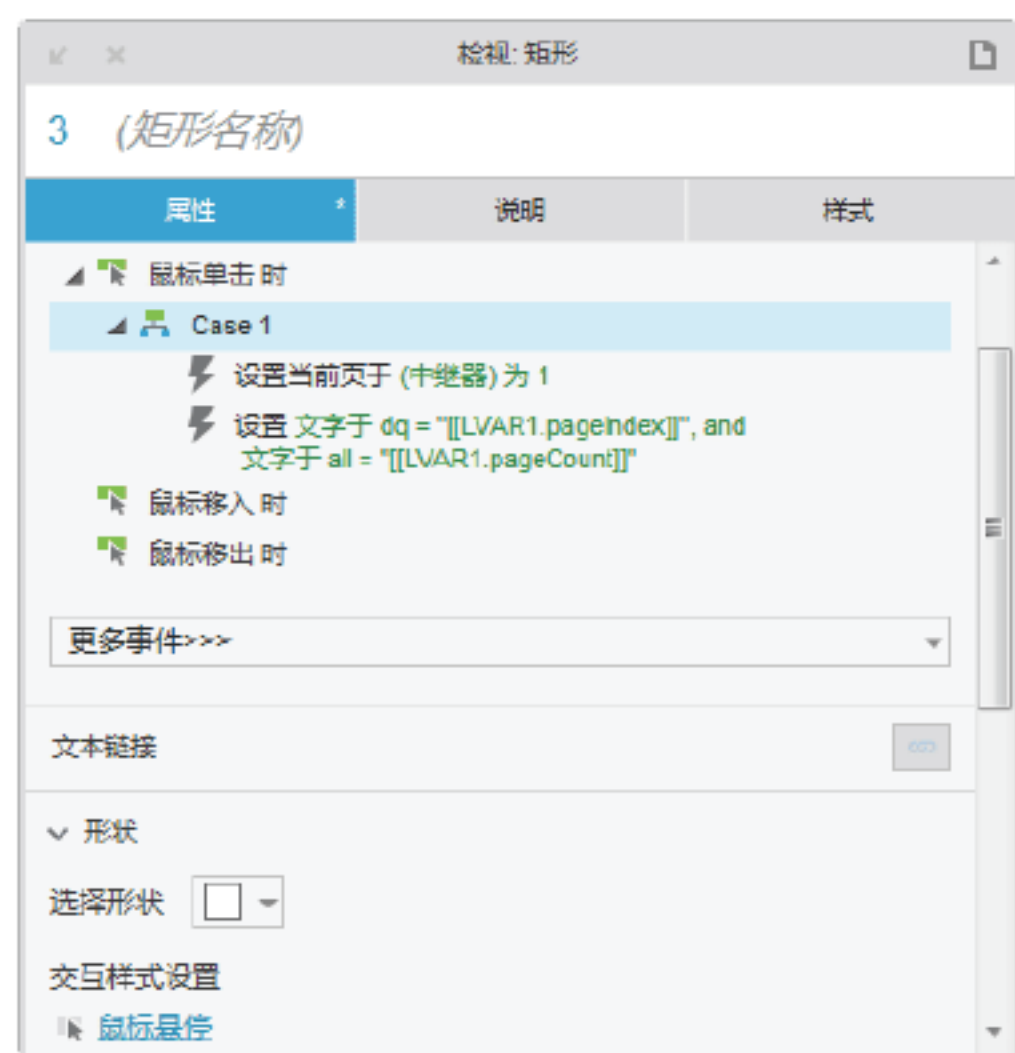 检视: 矩形
3 (矩形名称)
属性 * 说明 样式
鼠标单击 时
Case 1
设置当前页于 (中继器) 为 1
设置 文字于 dq = "[[LVAR1.pageIndex]]", and
文字于 all = "[[LVAR1.pageCount]]"
鼠标移入 时
鼠标移出 时
更多事件>>>
文本链接
形状
选择形状
交互样式设置
鼠标悬停